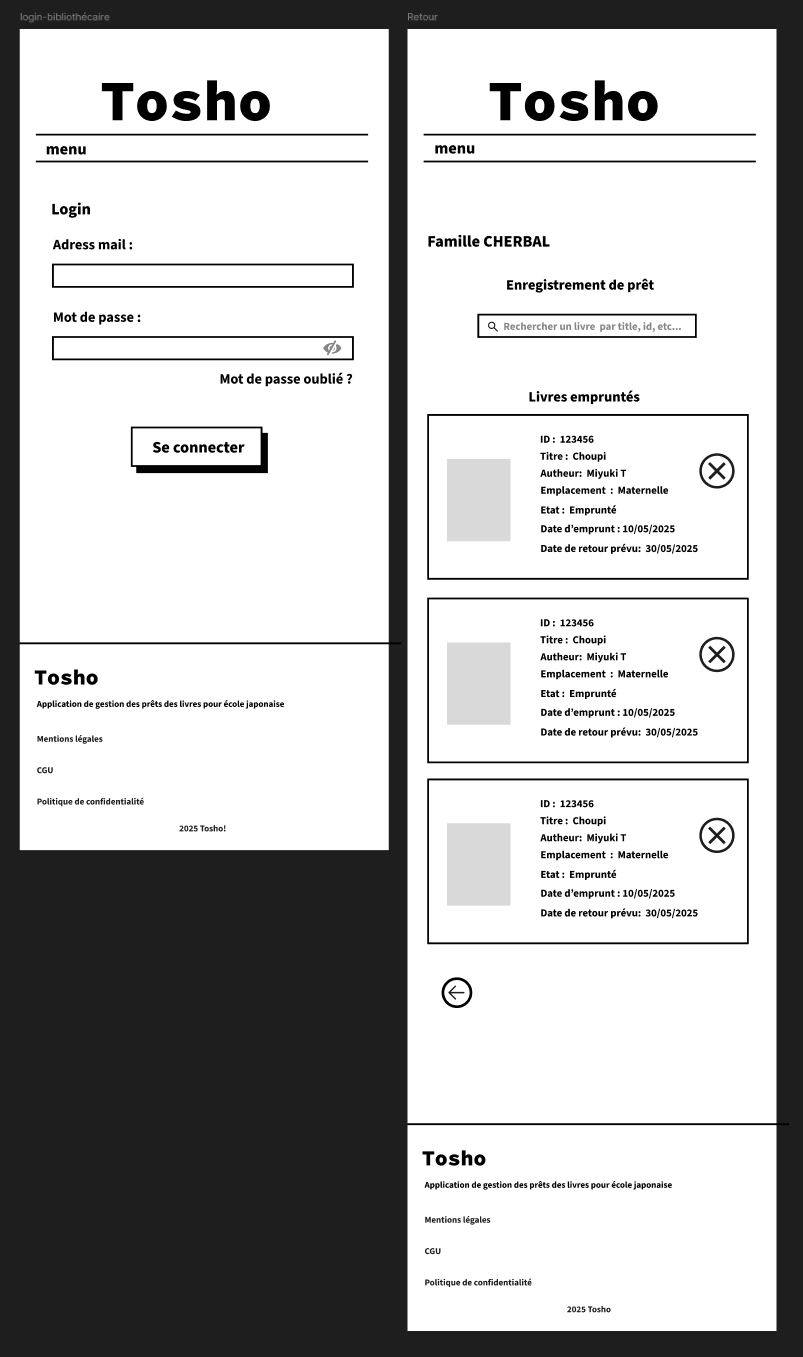 login-bibliothécaire
Tosho
menu
Login
Adress mail :
Mot de passe :
Mot de passe oublié ?
Se connecter
Tosho
Application de gestion des prêts des livres pour école japonaise
Mentions légales
CGU
Politique de confidentialité
2025 Tosho!
Retour
Tosho
menu
Famille CHERBAL
Enregistrement de prêt
Rechercher un livre par title, id, etc...
Livres empruntés
ID : 123456
Titre : Choupi
Autheur: Miyuki T
Emplacement : Maternelle
Etat : Emprunté
Date d'emprunt : 10/05/2025
Date de retour prévu: 30/05/2025
ID : 123456
Titre : Choupi
Autheur: Miyuki T
Emplacement : Maternelle
Etat : Emprunté
Date d'emprunt : 10/05/2025
Date de retour prévu: 30/05/2025
ID : 123456
Titre : Choupi
Autheur: Miyuki T
Emplacement : Maternelle
Etat : Emprunté
Date d'emprunt : 10/05/2025
Date de retour prévu: 30/05/2025
Tosho
Application de gestion des prêts des livres pour école japonaise
Mentions légales
CGU
Politique de confidentialité
2025 Tosho